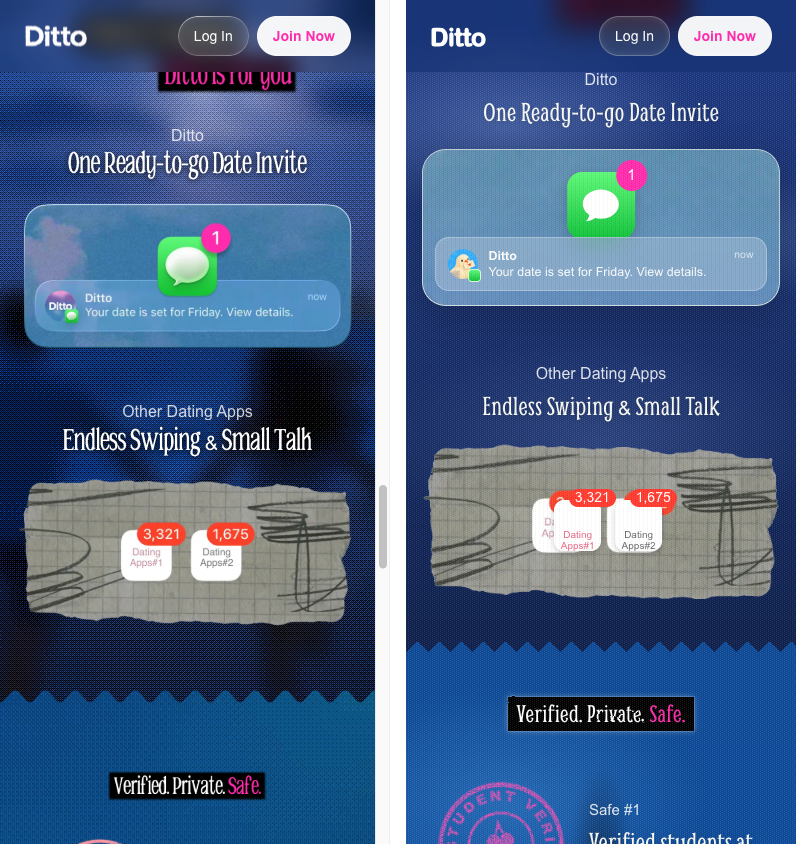 Ditto
Log In
Join Now
Ditto is for you
Ditto
One Ready-to-go Date Invite
1
Ditto
Ditto
now
Your date is set for Friday. View details.
Other Dating Apps
Endless Swiping & Small Talk
3,321
1,675
Dating
Apps#1
Dating
Apps#2
Verified. Private. Safe.
Ditto
Log In
Join Now
Ditto
One Ready-to-go Date Invite
1
Ditto
now
Your date is set for Friday. View details.
Other Dating Apps
Endless Swiping & Small Talk
3,321
1,675
Dating
Apps#1
Dating
Apps#2
Verified. Private. Safe.
STUDENT VERI
Safe #1
Verified students at